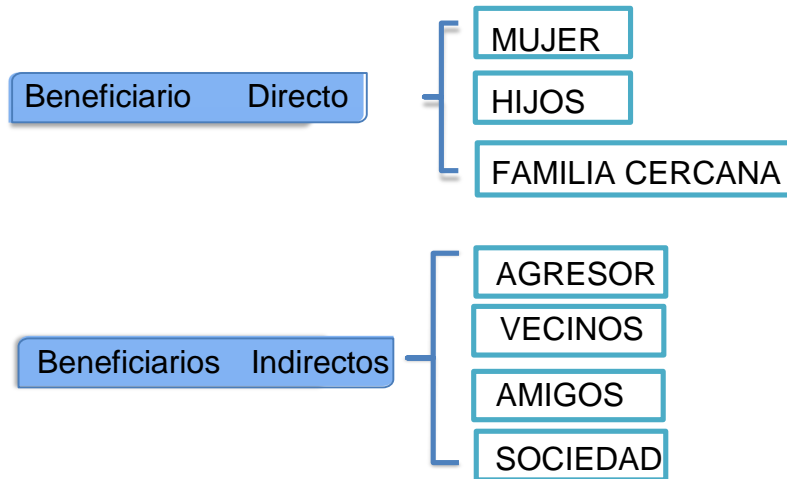 Beneficiario Directo
MUJER
HIJOS
FAMILIA CERCANA
Beneficiarios Indirectos
AGRESOR
VECINOS
AMIGOS
SOCIEDAD